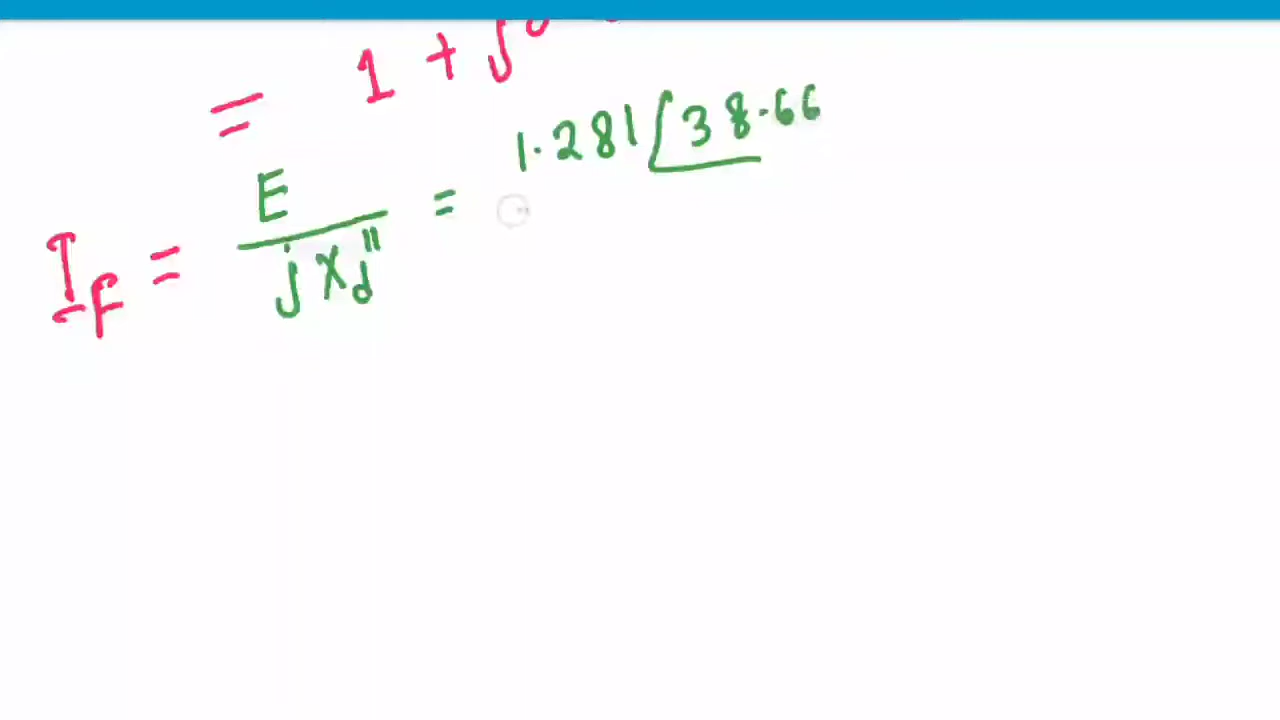 = 1 + j
I_F = E / jX_d'' = 1.281∠38.66